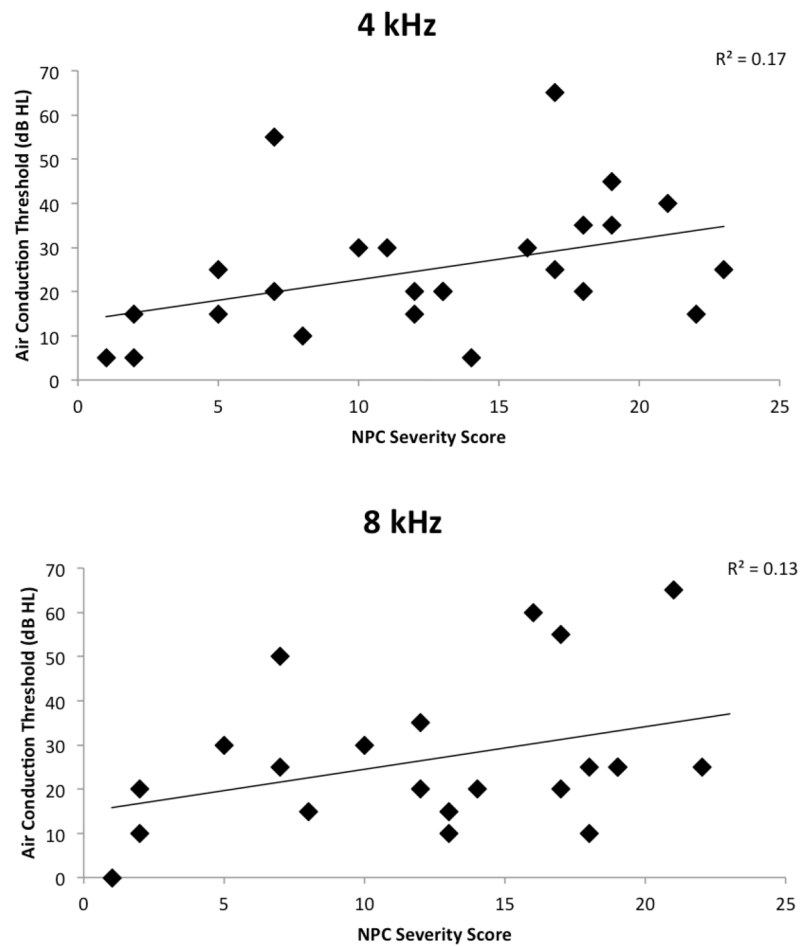 4 kHz
R² = 0.17
70
60
50
40
30
20
10
0
Air Conduction Threshold (dB HL)
0 5 10 15 20 25
NPC Severity Score
8 kHz
R² = 0.13
70
60
50
40
30
20
10
0
Air Conduction Threshold (dB HL)
0 5 10 15 20 25
NPC Severity Score